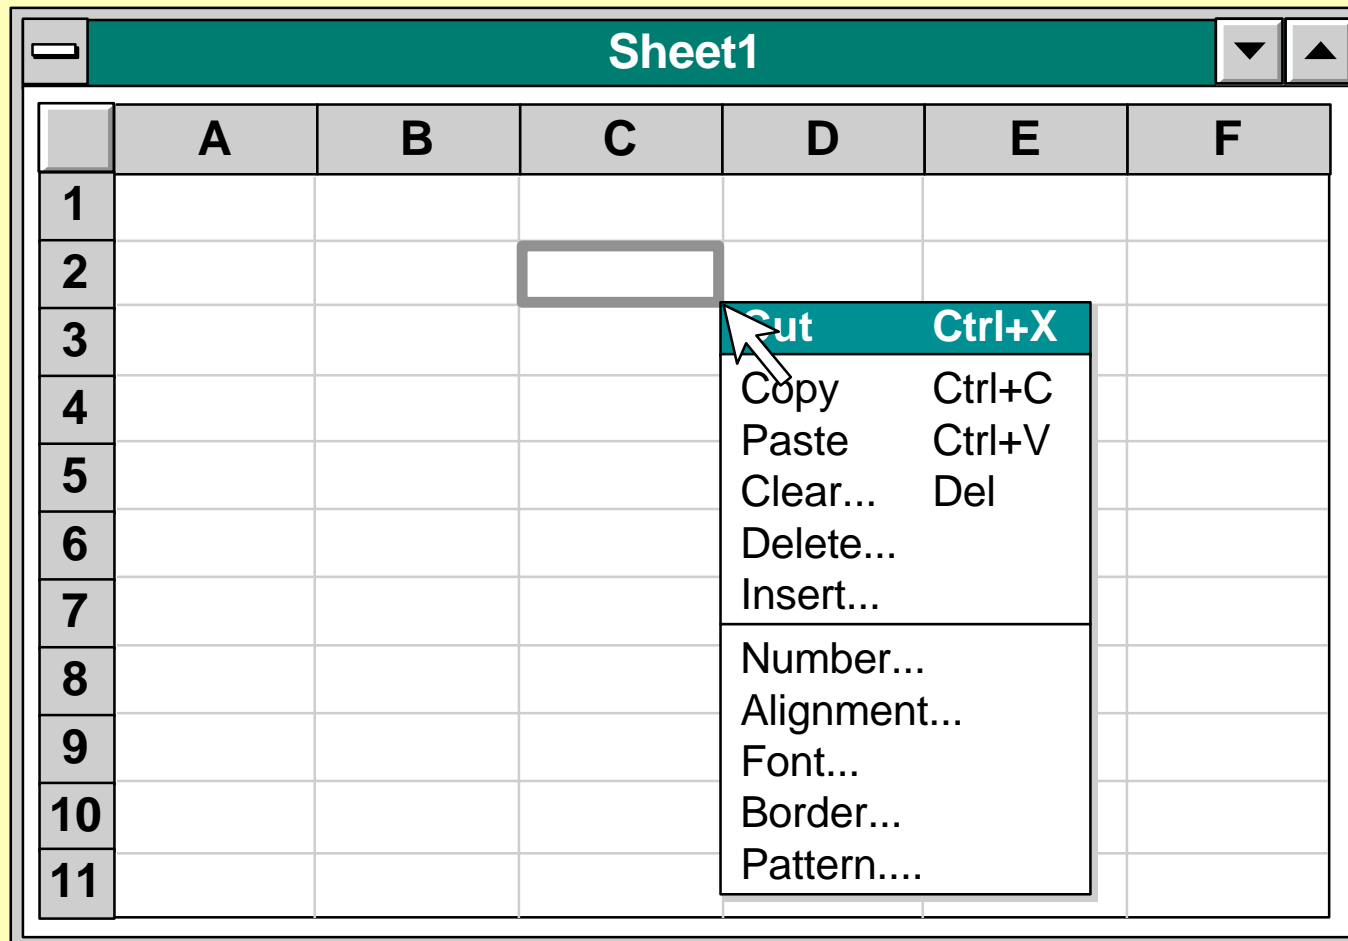 Sheet1
A B C D E F
1
2
3
Cut Ctrl+X
4
Copy Ctrl+C
Paste Ctrl+V
5
Clear... Del
6
Delete...
7
Insert...
8
Number...
Alignment...
9
Font...
10
Border...
11
Pattern....